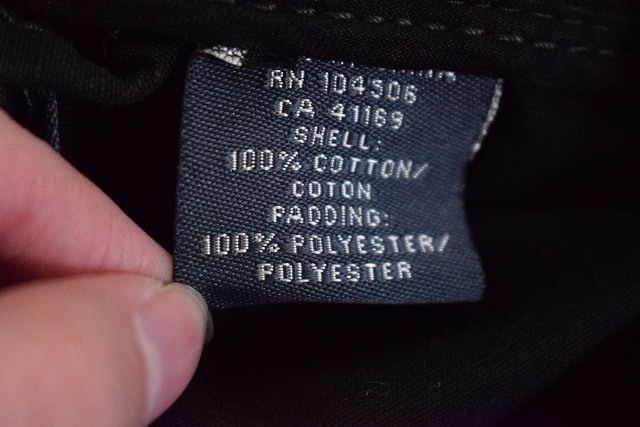 RN 104506
CA 41169
SHELL:
100% COTTON/
COTON
PADDING:
100% POLYESTER/
POLYESTER